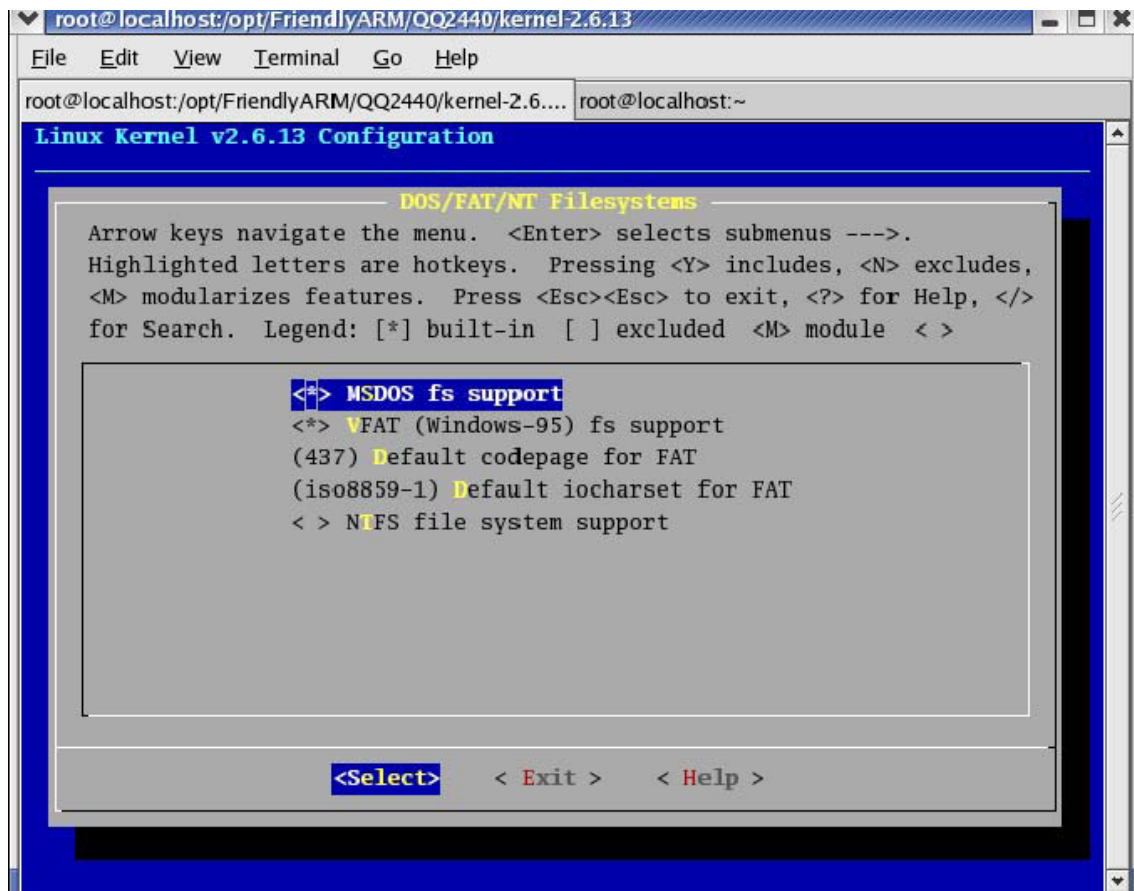 root@localhost:/opt/FriendlyARM/QQ2440/kernel-2.6.13
File Edit View Terminal Go Help
root@localhost:/opt/FriendlyARM/QQ2440/kernel-2.6.... root@localhost:~
Linux Kernel v2.6.13 Configuration
DOS/FAT/NT Filesystems
Arrow keys navigate the menu. <Enter> selects submenus --->.
Highlighted letters are hotkeys. Pressing <Y> includes, <N> excludes,
<M> modularizes features. Press <Esc><Esc> to exit, <?> for Help, </>
for Search. Legend: [*] built-in [ ] excluded <M> module < >
<*> MSDOS fs support
<*> VFAT (Windows-95) fs support
(437) Default codepage for FAT
(iso8859-1) Default iocharset for FAT
< > NTFS file system support
<Select> < Exit > < Help >